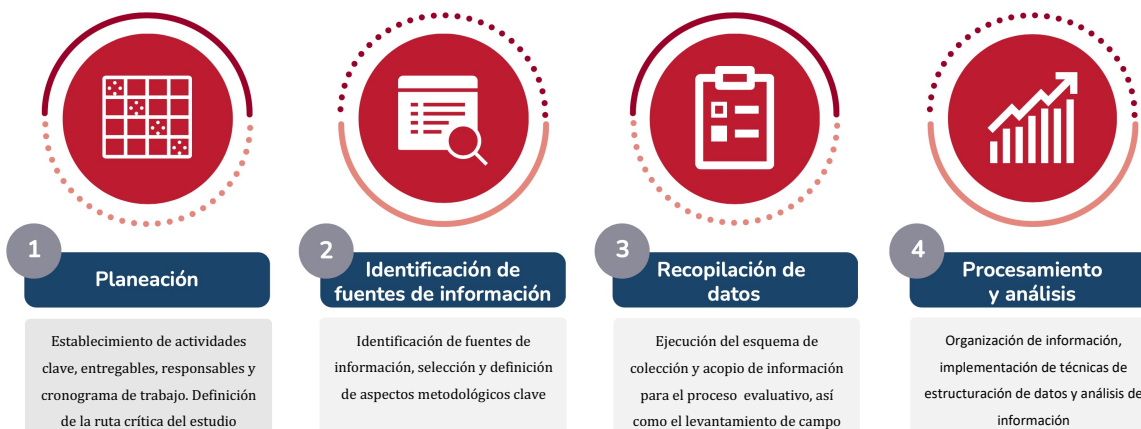 1
Planeación
Establecimiento de actividades
clave, entregables, responsables y
cronograma de trabajo. Definición
de la ruta crítica del estudio
2
Identificación de
fuentes de información
Identificación de fuentes de
información, selección y definición
de aspectos metodológicos clave
3
Recopilación de
datos
Ejecución del esquema de
colección y acopio de información
para el proceso evaluativo, así
como el levantamiento de campo
4
Procesamiento
y análisis
Organización de información,
implementación de técnicas de
estructuración de datos y análisis de
información